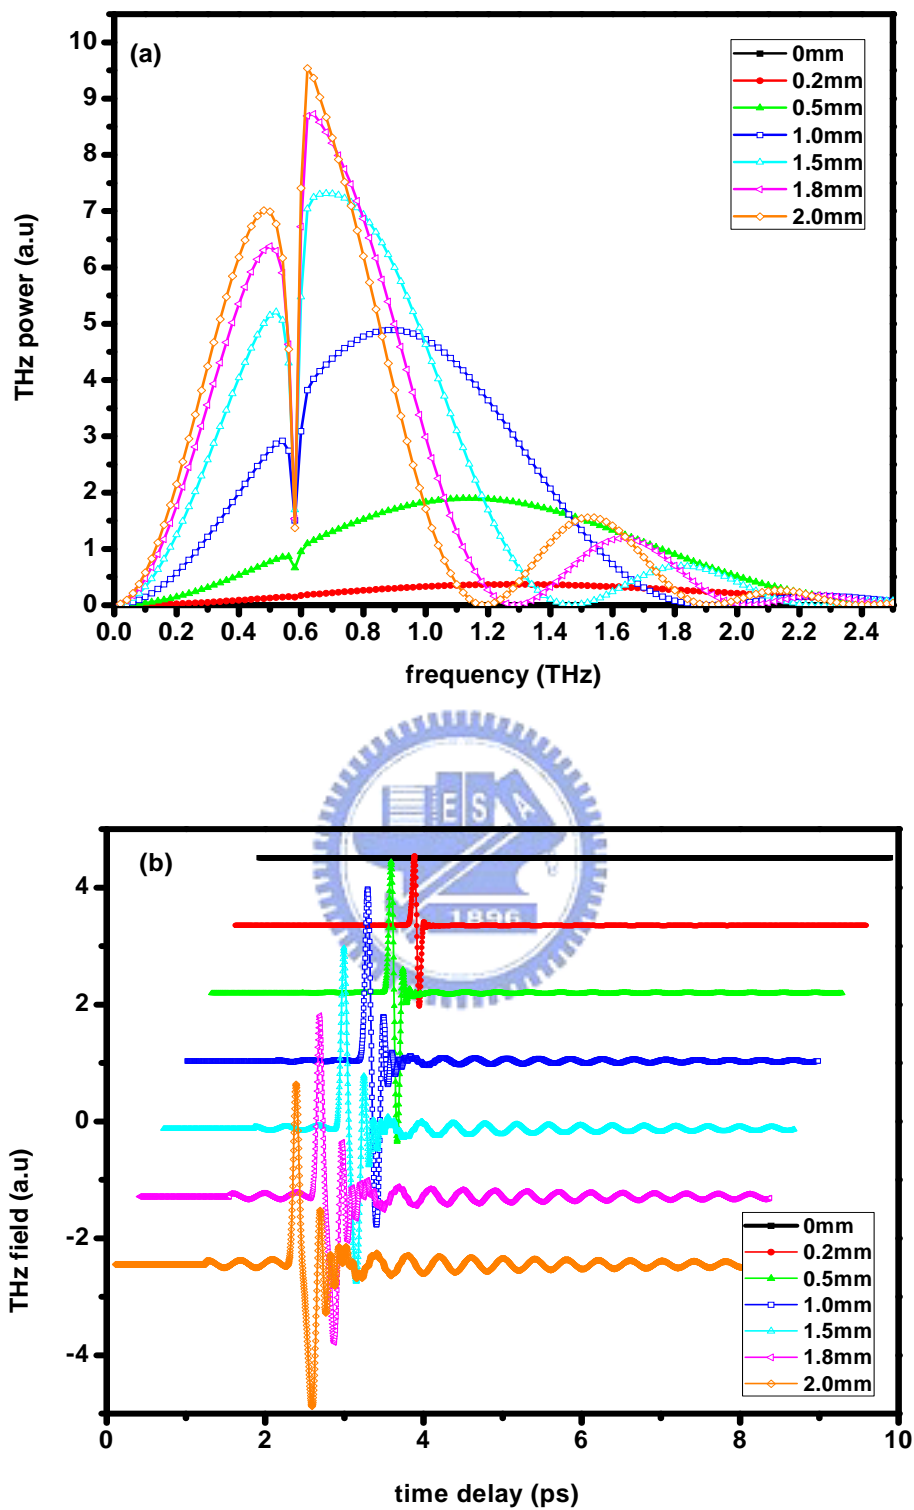 (a)
10
9
8
7
6
5
4
3
2
1
0
THz power (a.u)
0mm
0.2mm
0.5mm
1.0mm
1.5mm
1.8mm
2.0mm
0.0 0.2 0.4 0.6 0.8 1.0 1.2 1.4 1.6 1.8 2.0 2.2 2.4
frequency (THz)
E S A
1896
(b)
4
2
0
-2
-4
THz field (a.u)
0mm
0.2mm
0.5mm
1.0mm
1.5mm
1.8mm
2.0mm
0 2 4 6 8 10
time delay (ps)